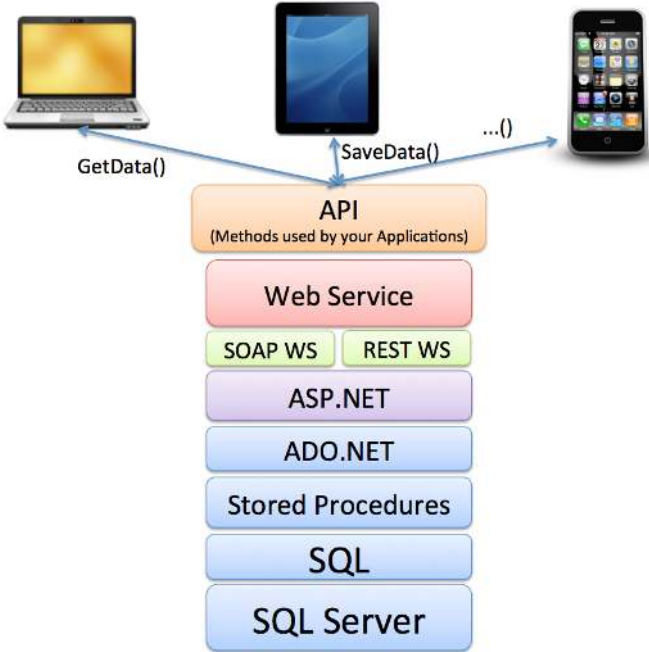 ...()
SaveData()
GetData()
API
(Methods used by your Applications)
Web Service
SOAP WS
REST WS
ASP.NET
ADO.NET
Stored Procedures
SQL
SQL Server